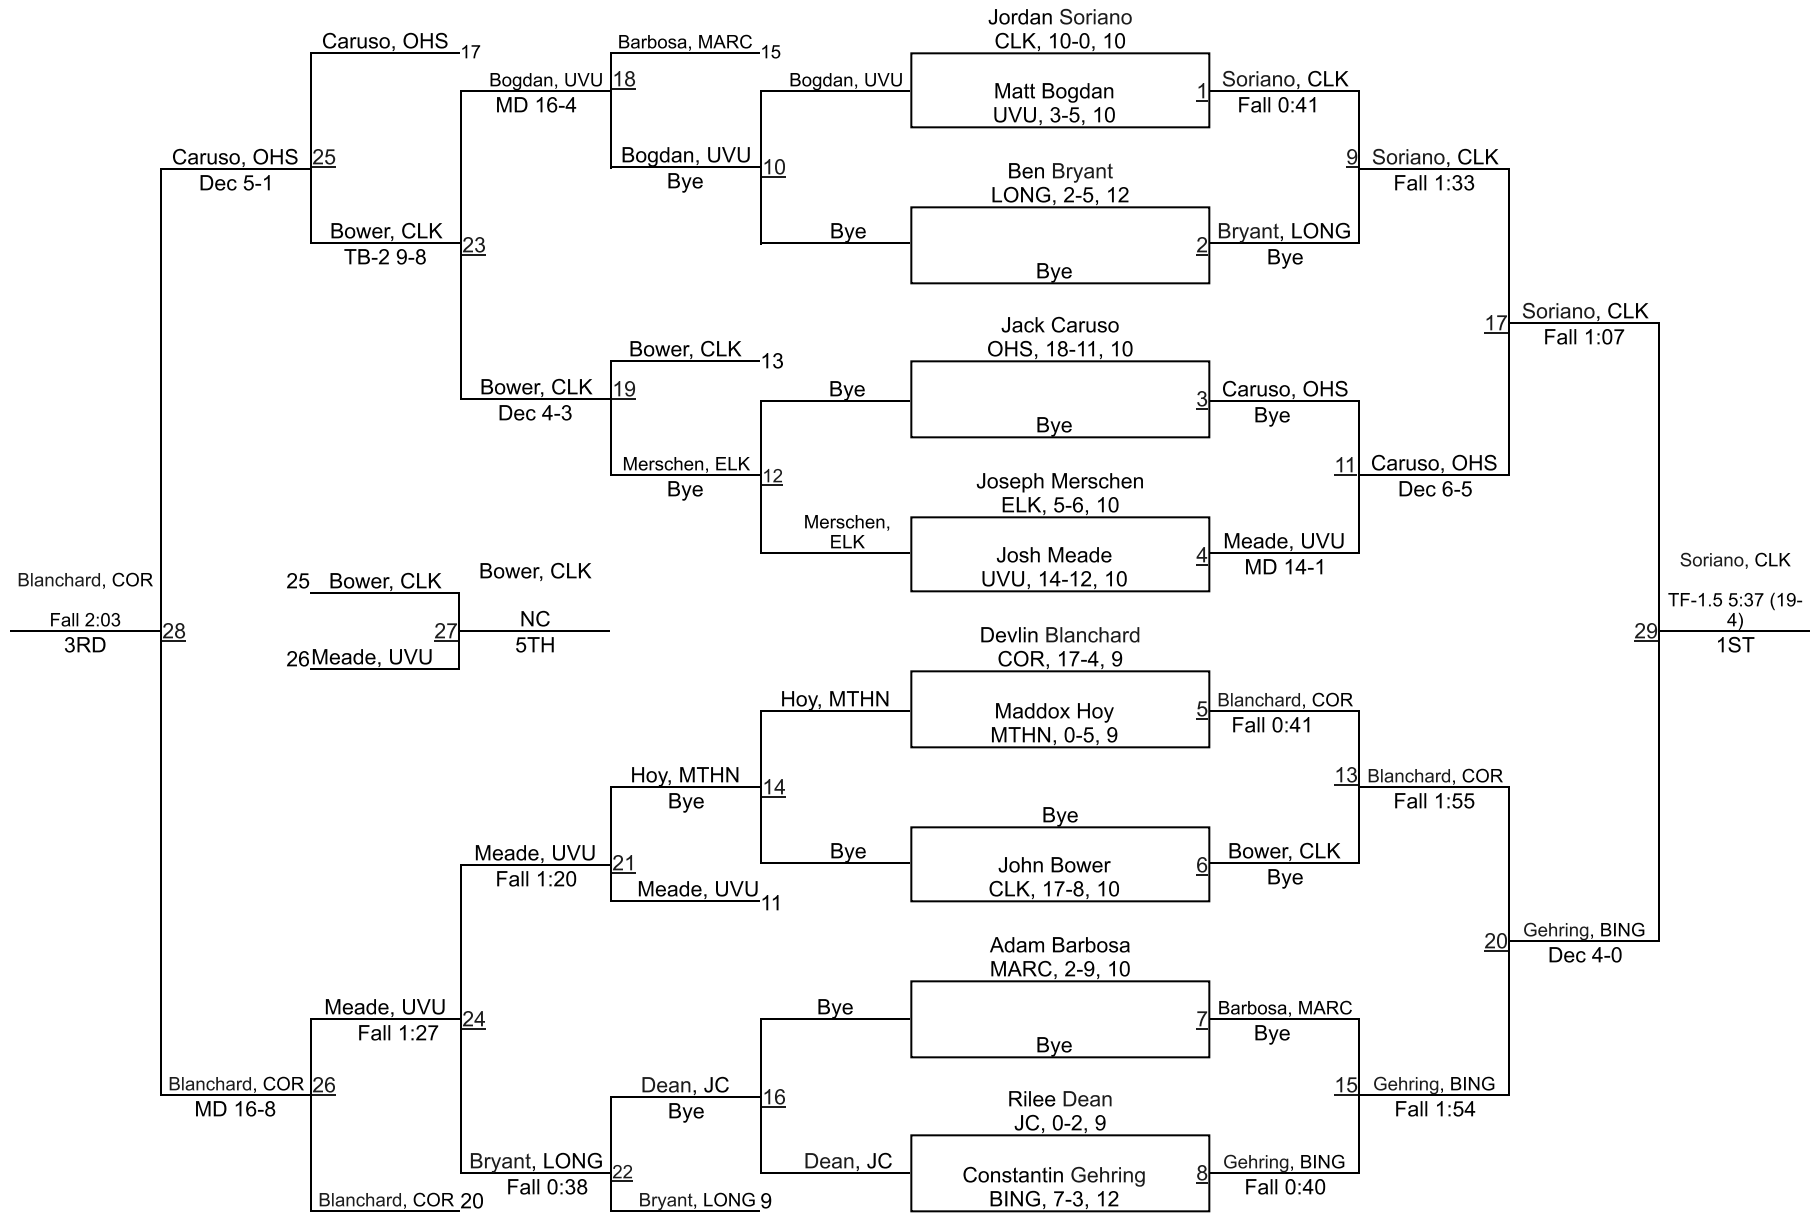 Jordan Soriano
CLK, 10-0, 10
Matt Bogdan
UVU, 3-5, 10
1
Ben Bryant
LONG, 2-5, 12
Bye
2
Jack Caruso
OHS, 18-11, 10
Bye
3
Joseph Merschen
ELK, 5-6, 10
Josh Meade
UVU, 14-12, 10
4
Devlin Blanchard
COR, 17-4, 9
Maddox Hoy
MTHN, 0-5, 9
5
Bye
John Bower
CLK, 17-8, 10
6
Adam Barbosa
MARC, 2-9, 10
Bye
7
Rilee Dean
JC, 0-2, 9
Constantin Gehring
BING, 7-3, 12
8
Soriano, CLK
Fall 0:41
Bryant, LONG
Bye
Caruso, OHS
Bye
Meade, UVU
MD 14-1
Blanchard, COR
Fall 0:41
Bower, CLK
Bye
Barbosa, MARC
Bye
Gehring, BING
Fall 0:40
9
Soriano, CLK
Fall 1:33
11
Caruso, OHS
Dec 6-5
13
Blanchard, COR
Fall 1:55
15
Gehring, BING
Fall 1:54
17
Soriano, CLK
Fall 1:07
20
Gehring, BING
Dec 4-0
29
Soriano, CLK
TF-1.5 5:37 (19-
4)
1ST
Bogdan, UVU
Bye
Bye
Merschen,
ELK
Hoy, MTHN
Bye
Bye
Dean, JC
Barbosa, MARC
15
Bogdan, UVU
Bye
10
Bower, CLK
13
Merschen, ELK
Bye
12
Hoy, MTHN
Bye
14
Meade, UVU
11
Dean, JC
Bye
16
Bryant, LONG
9
Bogdan, UVU
MD 16-4
18
Bower, CLK
Dec 4-3
19
Meade, UVU
Fall 1:20
21
Bryant, LONG
Fall 0:38
22
Caruso, OHS
17
Bower, CLK
TB-2 9-8
23
Meade, UVU
Fall 1:27
24
Blanchard, COR
20
Caruso, OHS
Dec 5-1
25
Blanchard, COR
MD 16-8
26
Blanchard, COR
Fall 2:03
3RD
28
25
Bower, CLK
26
Meade, UVU
27
Bower, CLK
NC
5TH